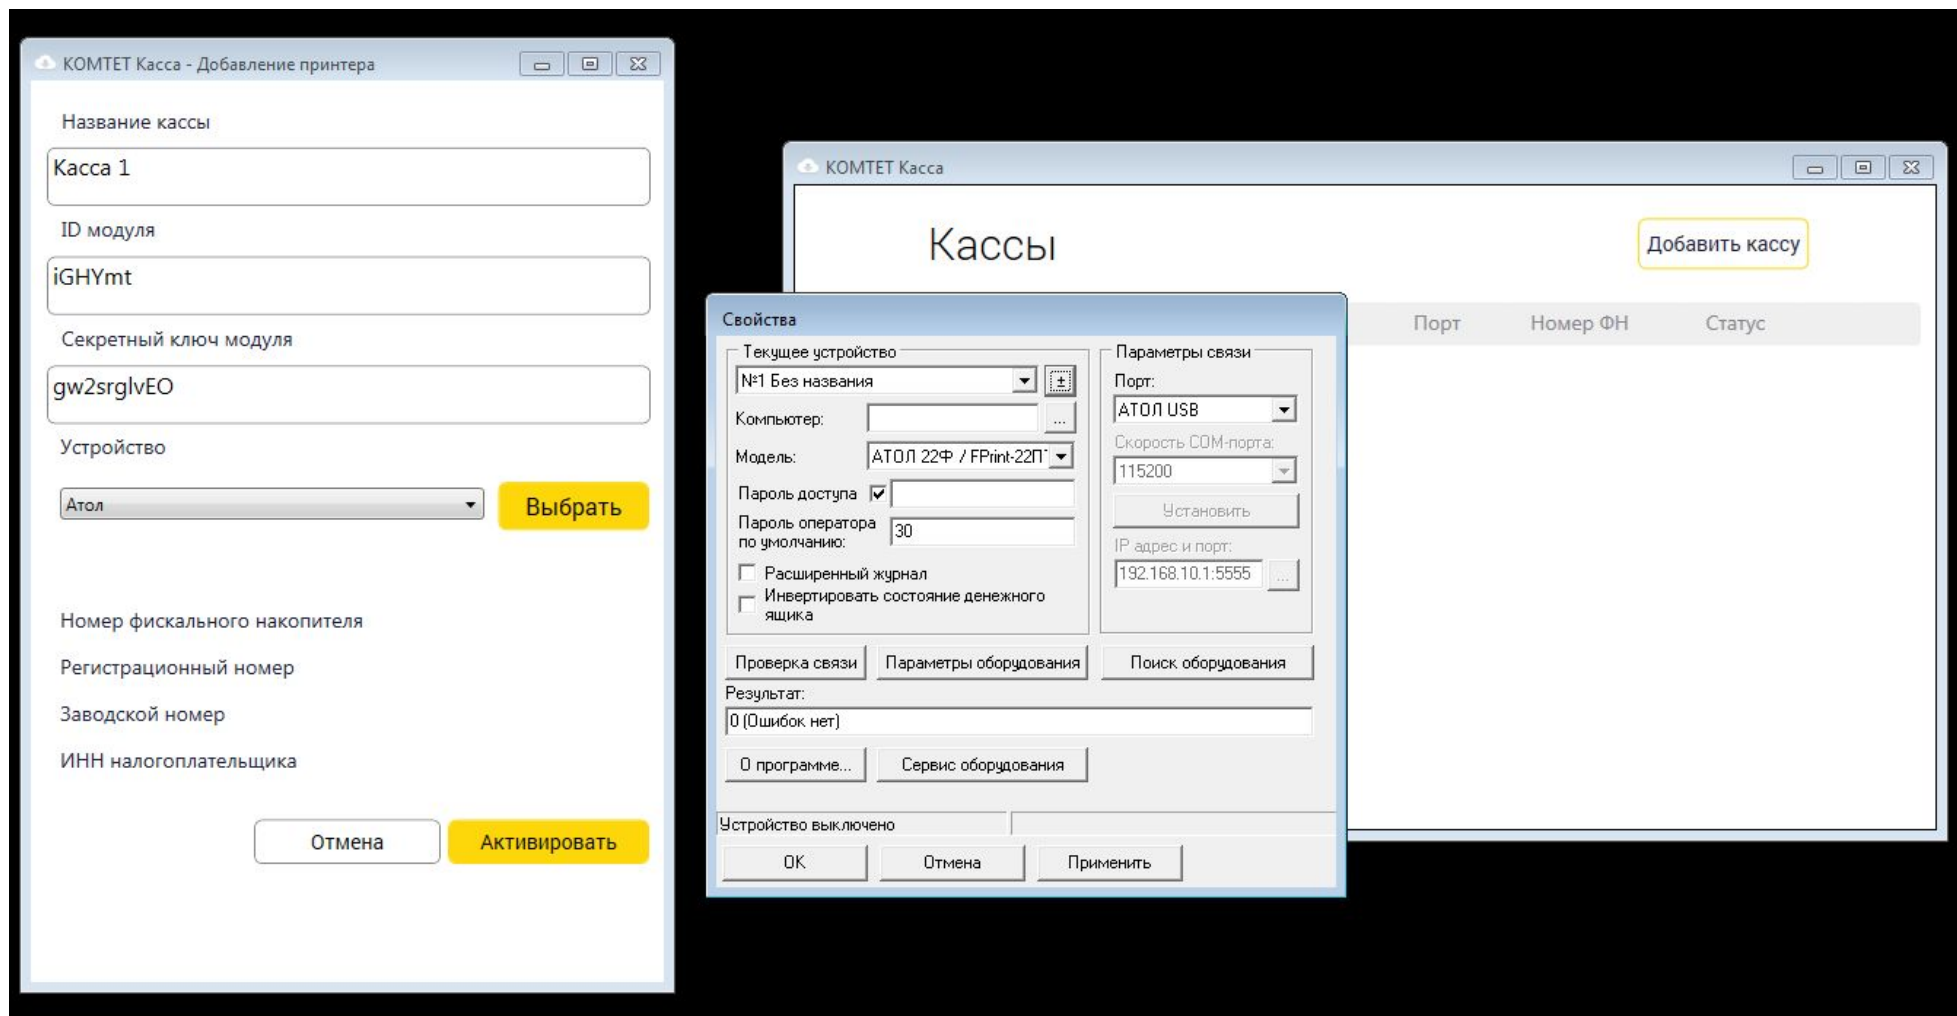 КОМТЕТ Касса - Добавление принтера
Название кассы
Касса 1
ID модуля
iGHYmt
Секретный ключ модуля
gw2srglvEO
Устройство
Атол
Выбрать
Номер фискального накопителя
Регистрационный номер
Заводской номер
ИНН налогоплательщика
Отмена
Активировать
КОМТЕТ Касса
Кассы
Добавить кассу
Порт Номер ФН Статус
Свойства
Текущее устройство
№1 Без названия
±
Компьютер:
...
Модель:
АТОЛ 22Ф / FPrint-22П
Пароль доступа
Пароль оператора
по умолчанию:
30
Расширенный журнал
Инвертировать состояние денежного
ящика
Параметры связи
Порт:
АТОЛ USB
Скорость COM-порта:
115200
Установить
IP адрес и порт:
192.168.10.1:5555
...
Проверка связи
Параметры оборудования
Поиск оборудования
Результат:
0 (Ошибок нет)
О программе...
Сервис оборудования
Устройство выключено
OK
Отмена
Применить